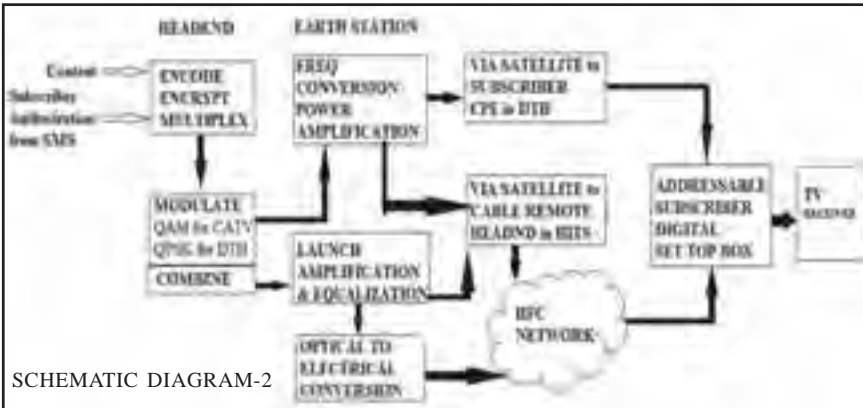 HEADEND
EARTH STATION
Content
Subscriber
Authorization
from SMS
ENCODE
ENCRYPT
MULTIPLEX
FREQ
CONVERSION
POWER
AMPLIFICATION
VIA SATELLITE to
SUBSCRIBER
CPE in DTH
MODULATE
QAM for CATV
QPSK for DTH
COMBINE
LAUNCH
AMPLIFICATION
& EQUALIZATION
VIA SATELLITE to
CABLE REMOTE
HEADND in HITS
ADDRESSABLE
SUBSCRIBER
DIGITAL
SET TOP BOX
TV
RECEIVER
HFC
NETWORK
OPTICAL TO
ELECTRICAL
CONVERSION
SCHEMATIC DIAGRAM-2